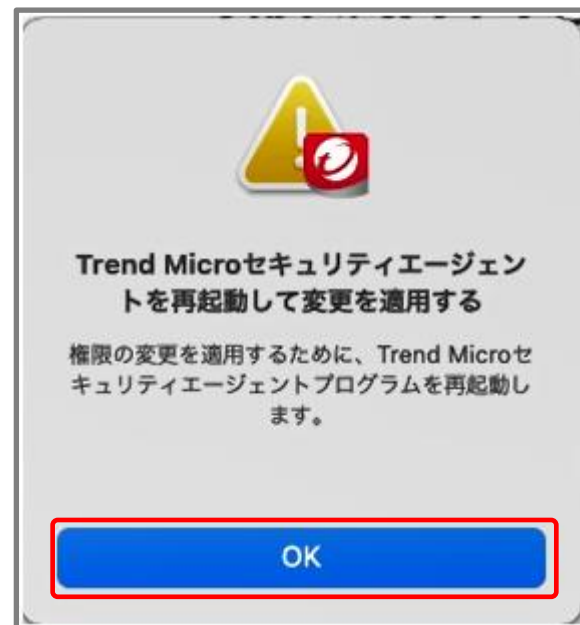 Trend Microセキュリティエージェン
トを再起動して変更を適用する
権限の変更を適用するために、Trend Microセ
キュリティエージェントプログラムを再起動し
ます。
OK